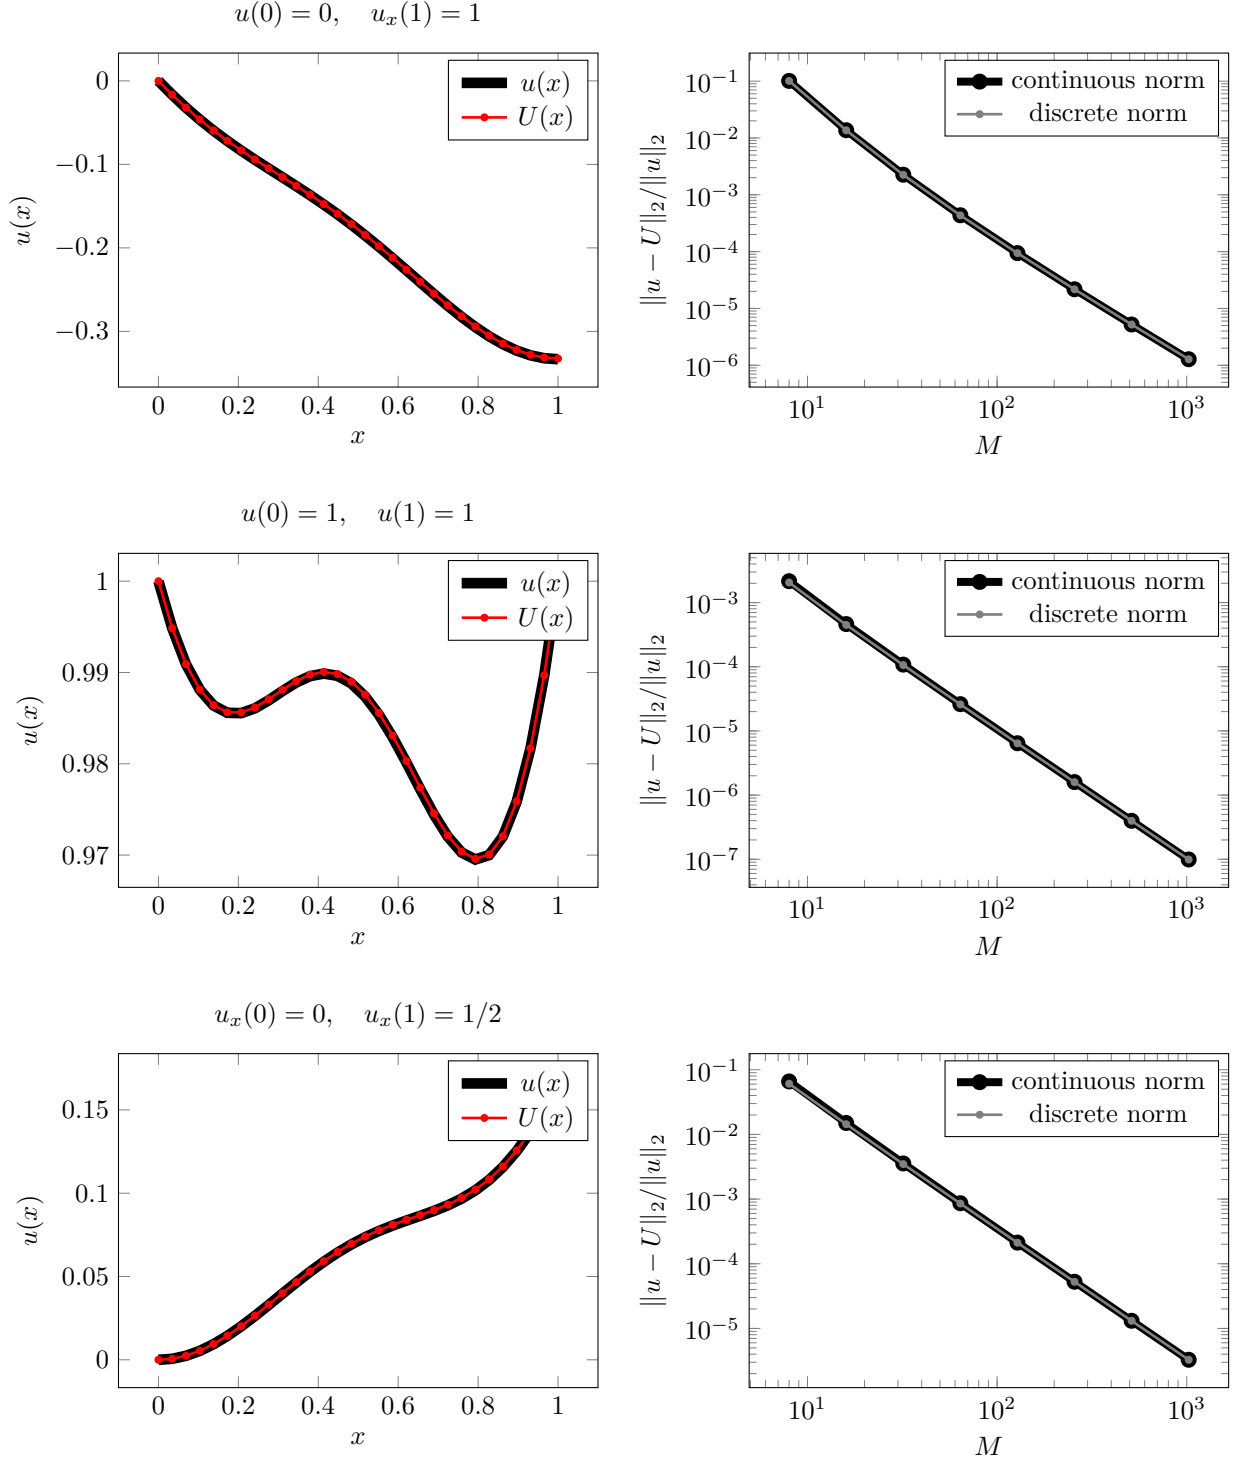 u(0) = 0, u_x(1) = 1
u(x)
U(x)
0
−0.1
−0.2
−0.3
u(x)
0 0.2 0.4 0.6 0.8 1
x
continuous norm
discrete norm
10^−1
10^−2
10^−3
10^−4
10^−5
10^−6
||u − U||_2/||u||_2
10^1 10^2 10^3
M
u(0) = 1, u(1) = 1
u(x)
U(x)
1
0.99
0.98
0.97
u(x)
0 0.2 0.4 0.6 0.8 1
x
continuous norm
discrete norm
10^−3
10^−4
10^−5
10^−6
10^−7
||u − U||_2/||u||_2
10^1 10^2 10^3
M
u_x(0) = 0, u_x(1) = 1/2
u(x)
U(x)
0.15
0.1
0.05
0
u(x)
0 0.2 0.4 0.6 0.8 1
x
continuous norm
discrete norm
10^−1
10^−2
10^−3
10^−4
10^−5
||u − U||_2/||u||_2
10^1 10^2 10^3
M